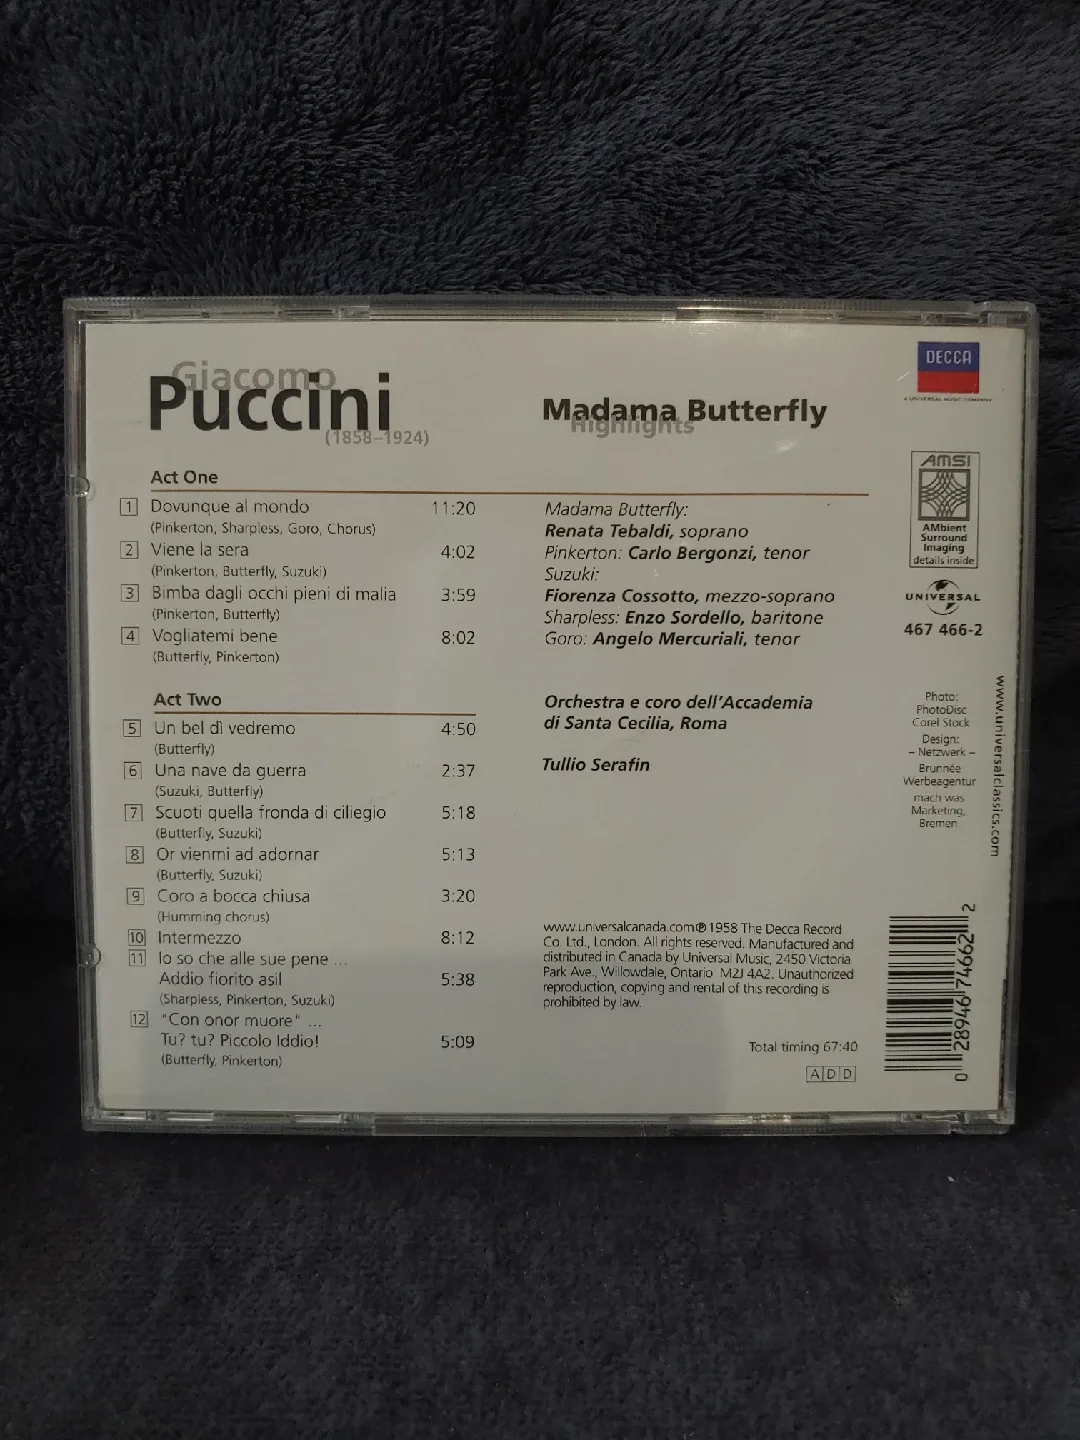 Giacomo
Puccini
(1858–1924)
Madama Butterfly
Highlights
Act One
1 Dovunque al mondo 11:20
(Pinkerton, Sharpless, Goro, Chorus)
2 Viene la sera 4:02
(Pinkerton, Butterfly, Suzuki)
3 Bimba dagli occhi pieni di malia 3:59
(Pinkerton, Butterfly)
4 Vogliatemi bene 8:02
(Butterfly, Pinkerton)
Act Two
5 Un bel dì vedremo 4:50
(Butterfly)
6 Una nave da guerra 2:37
(Suzuki, Butterfly)
7 Scuoti quella fronda di ciliegio 5:18
(Butterfly, Suzuki)
8 Or vienmi ad adornar 5:13
(Butterfly, Suzuki)
9 Coro a bocca chiusa 3:20
(Humming chorus)
10 Intermezzo 8:12
11 Io so che alle sue pene ...
Addio fiorito asil 5:38
(Sharpless, Pinkerton, Suzuki)
12 "Con onor muore" ...
Tu? tu? Piccolo Iddio! 5:09
(Butterfly, Pinkerton)
Madama Butterfly:
Renata Tebaldi, soprano
Pinkerton: Carlo Bergonzi, tenor
Suzuki:
Fiorenza Cossotto, mezzo-soprano
Sharpless: Enzo Sordello, baritone
Goro: Angelo Mercuriali, tenor
Orchestra e coro dell'Accademia
di Santa Cecilia, Roma
Tullio Serafin
www.universalcanada.com ℗ 1958 The Decca Record
Co. Ltd., London. All rights reserved. Manufactured and
distributed in Canada by Universal Music, 2450 Victoria
Park Ave., Willowdale, Ontario M2J 4A2. Unauthorized
reproduction, copying and rental of this recording is
prohibited by law.
Total timing 67:40
ADD
DECCA
A UNIVERSAL MUSIC COMPANY
AMSI
AMbient
Surround
Imaging
details inside
UNIVERSAL
467 466-2
Photo:
PhotoDisc
Corel Stock
Design:
– Netzwerk –
Brunnée
Werbeagentur
mach was
Marketing,
Bremen
www.universalclassics.com
0 28946 74662 2